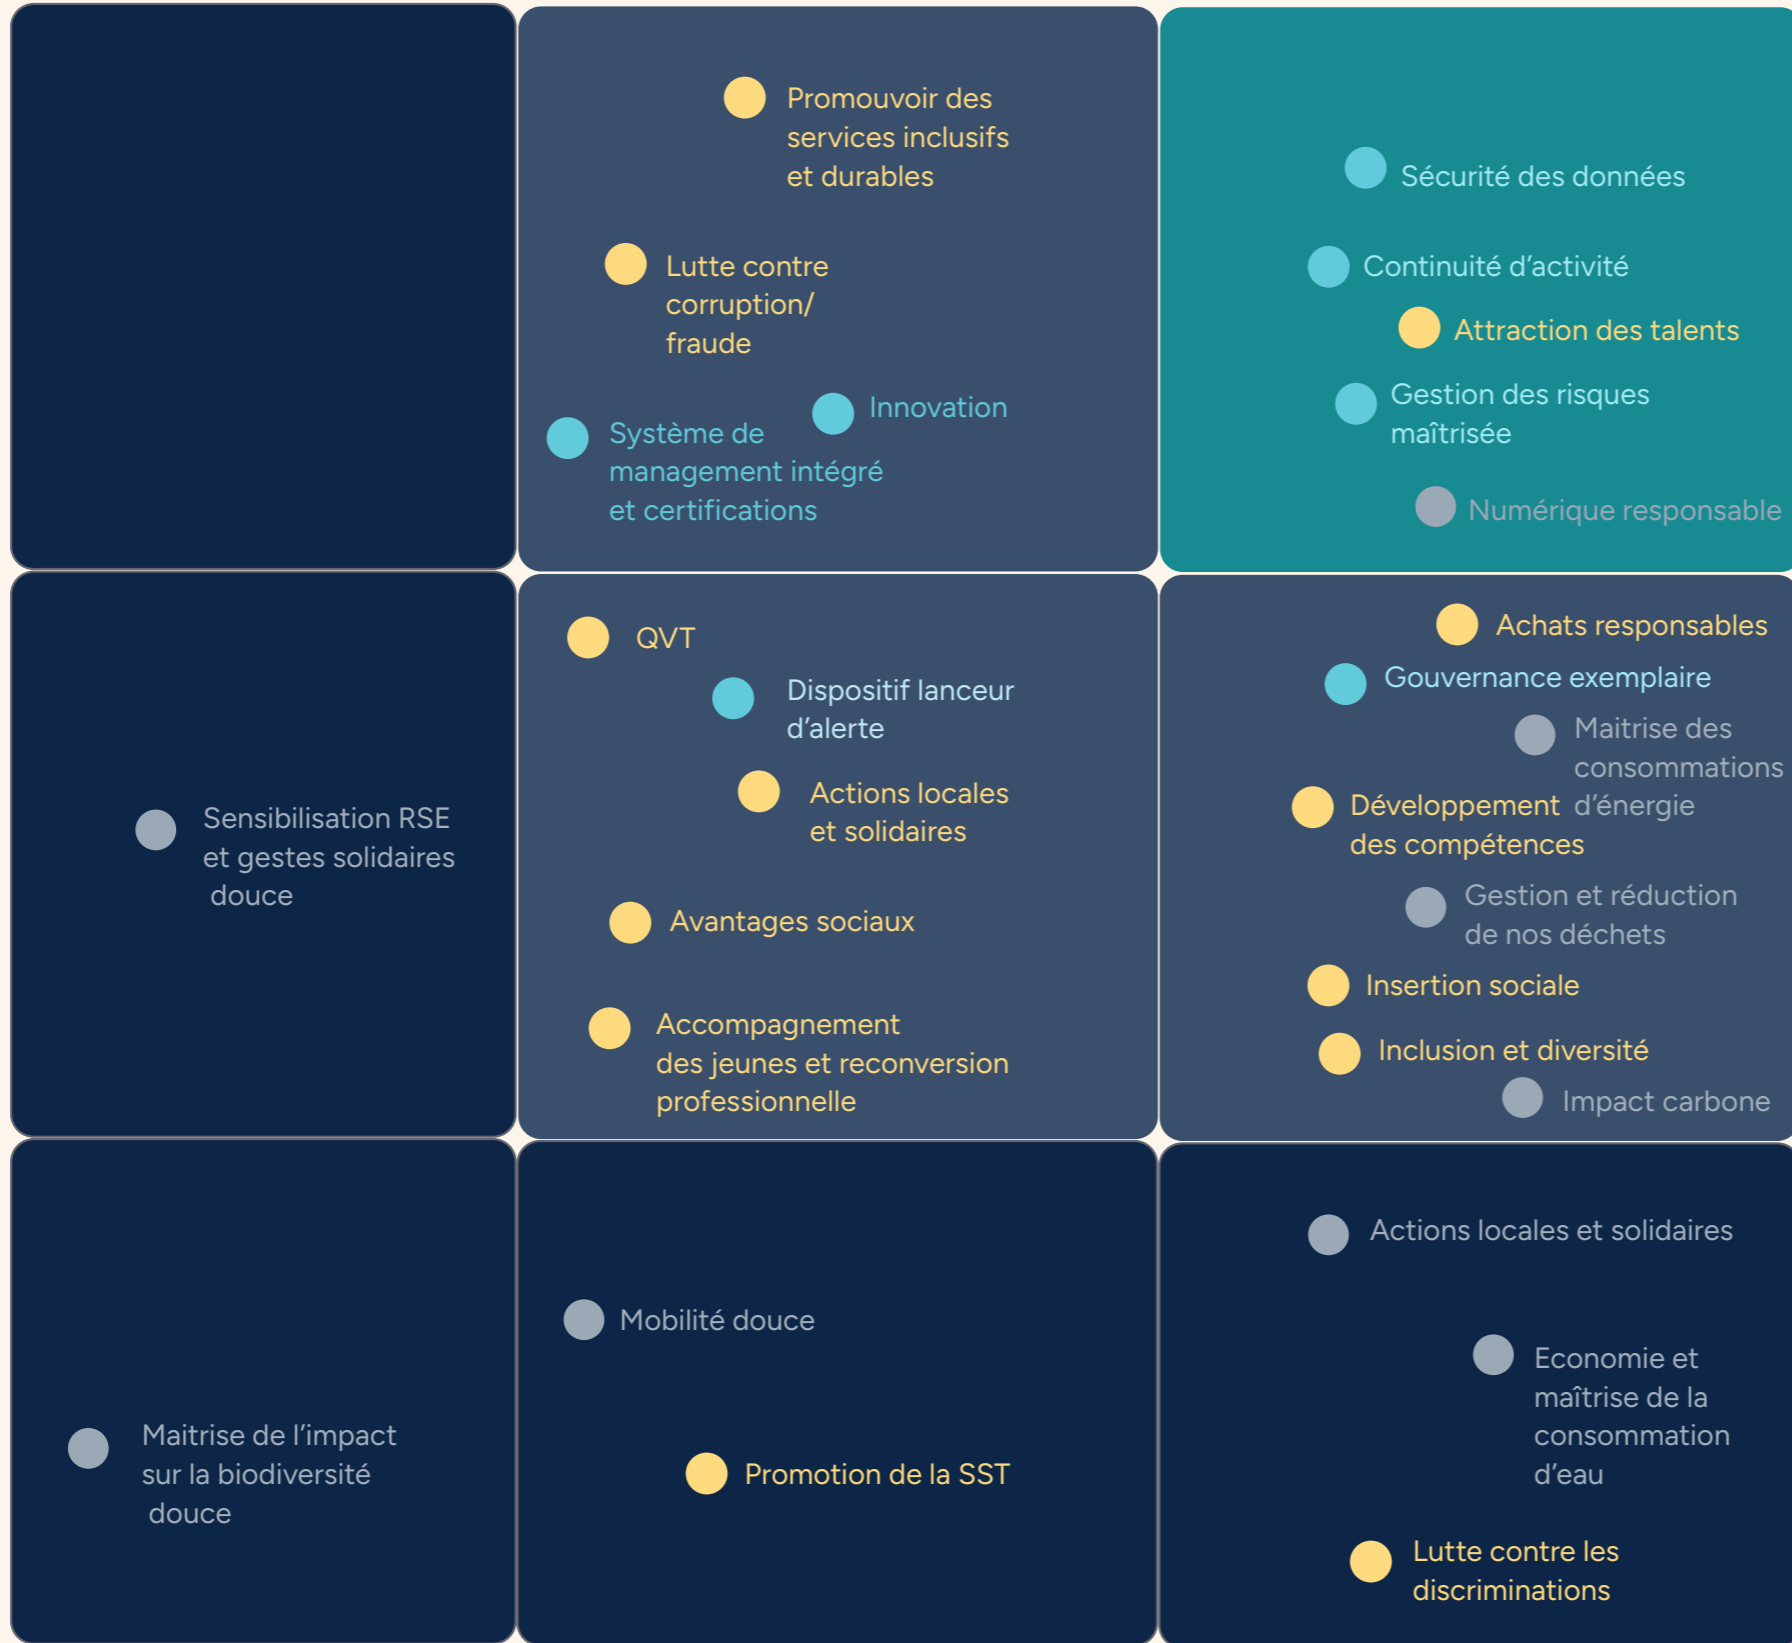 Promouvoir des
services inclusifs
et durables
Lutte contre
corruption/
fraude
Innovation
Système de
management intégré
et certifications
Sécurité des données
Continuité d’activité
Attraction des talents
Gestion des risques
maîtrisée
Numérique responsable
Sensibilisation RSE
et gestes solidaires
douce
QVT
Dispositif lanceur
d’alerte
Actions locales
et solidaires
Avantages sociaux
Accompagnement
des jeunes et reconversion
professionnelle
Achats responsables
Gouvernance exemplaire
Maitrise des
consommations
d’énergie
Développement
des compétences
Gestion et réduction
de nos déchets
Insertion sociale
Inclusion et diversité
Impact carbone
Maitrise de l’impact
sur la biodiversité
douce
Mobilité douce
Promotion de la SST
Actions locales et solidaires
Economie et
maîtrise de la
consommation
d’eau
Lutte contre les
discriminations